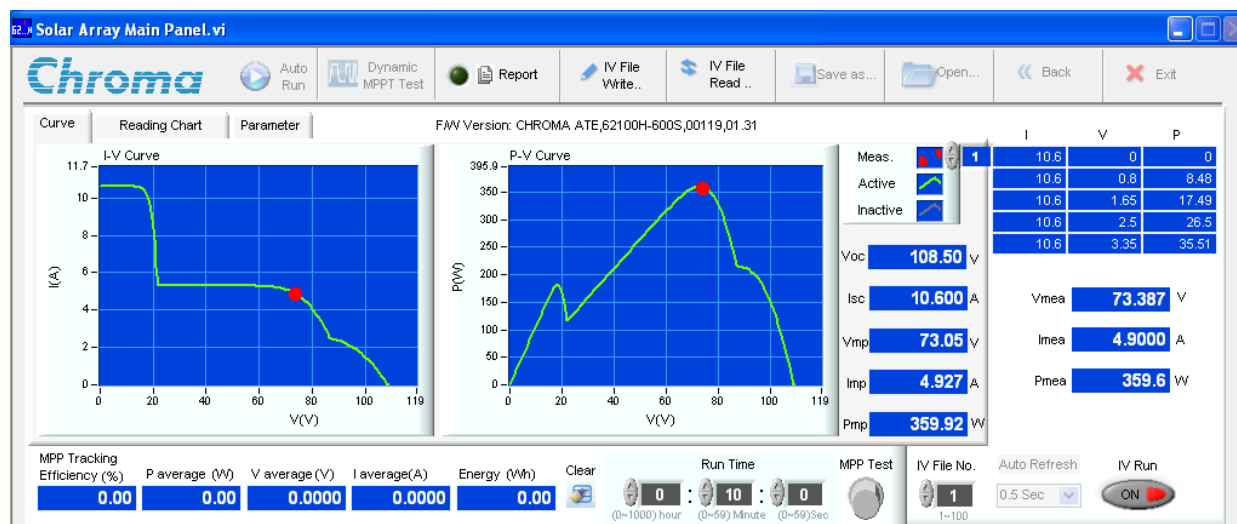 Solar Array Main Panel.vi
Chroma
Auto Run
Dynamic MPPT Test
Report
IV File Write..
IV File Read ..
Save as...
Open...
Back
Exit
Curve
Reading Chart
Parameter
F/W Version: CHROMA ATE,62100H-600S,00119,01.31
I-V Curve
11.7
10
8
6
4
2
0
I(A)
0 20 40 60 80 100 119
V(V)
P-V Curve
395.9
350
300
250
200
150
100
50
0
P(W)
0 20 40 60 80 100 119
V(V)
Meas. 1
Active
Inactive
Voc 108.50 V
Isc 10.600 A
Vmp 73.05 V
Imp 4.927 A
Pmp 359.92 W
I V P
10.6 0 0
10.6 0.8 8.48
10.6 1.65 17.49
10.6 2.5 26.5
10.6 3.35 35.51
Vmea 73.387 V
Imea 4.9000 A
Pmea 359.6 W
MPP Tracking
Efficiency (%) P average (W) V average (V) I average(A) Energy (Wh)
0.00 0.00 0.0000 0.0000 0.00
Clear
Run Time
0 : 10 : 0
(0~1000) hour (0~59) Minute (0~59)Sec
MPP Test
IV File No.
1
1~100
Auto Refresh
0.5 Sec
IV Run
ON